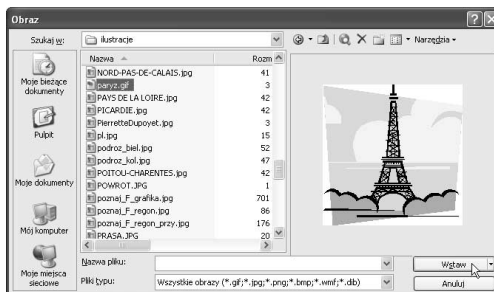 Obraz
Szukaj w:
ilustracje
Narzędzia
Nazwa
Rozm
NORD-PAS-DE-CALAIS.jpg 41
paryz.gif 3
PAYS DE LA LOIRE.jpg 42
PICARDIE.jpg 42
PierretteDupoyet.jpg 3
pl.jpg 15
podroz_biel.jpg 52
podroz_kol.jpg 47
POITOU-CHARENTES.jpg 42
POWROT.JPG 1
poznaj_F_grafika.jpg 701
poznaj_F_regon.jpg 86
poznaj_F_regon_przy.jpg 176
PRASA.JPG 20
Moje bieżące
dokumenty
Pulpit
Moje dokumenty
Mój komputer
Moje miejsca
sieciowe
Nazwa pliku:
Wstaw
Pliki typu:
Wszystkie obrazy (*.gif;*.jpg;*.png;*.bmp;*.wmf;*.dib)
Anuluj